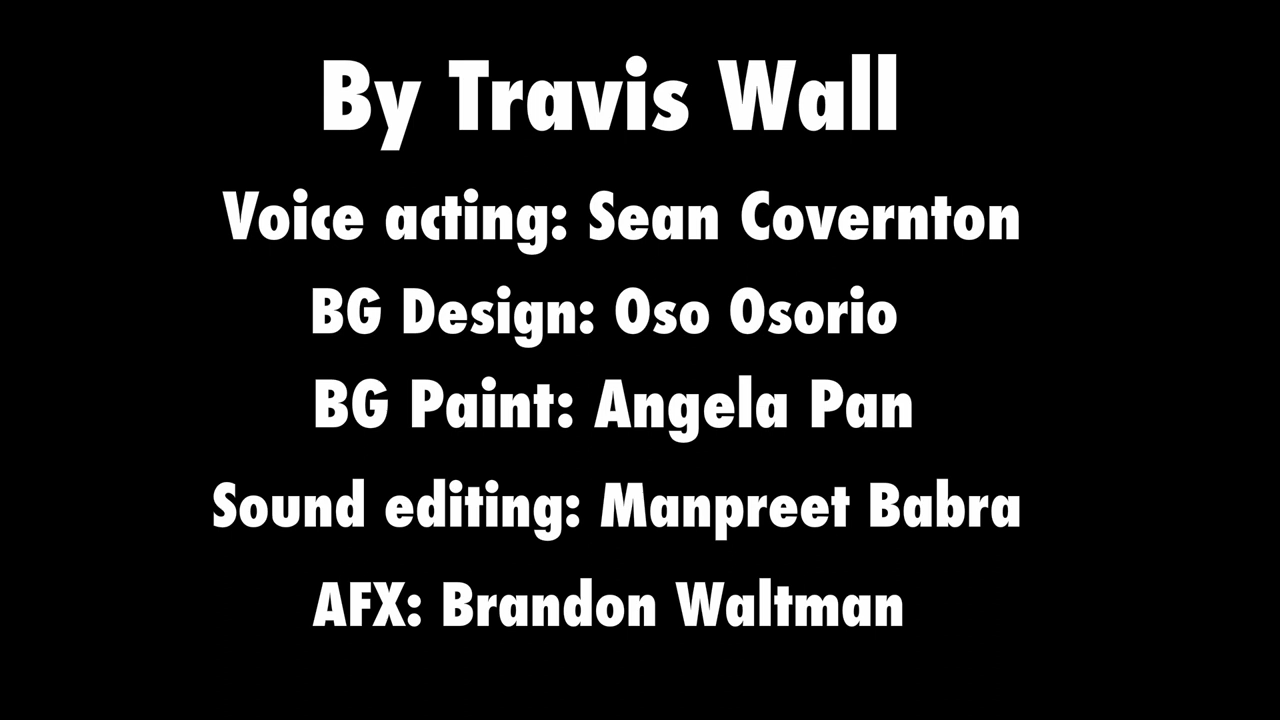 By Travis Wall
Voice acting: Sean Covernton
BG Design: Oso Osorio
BG Paint: Angela Pan
Sound editing: Manpreet Babra
AFX: Brandon Waltman